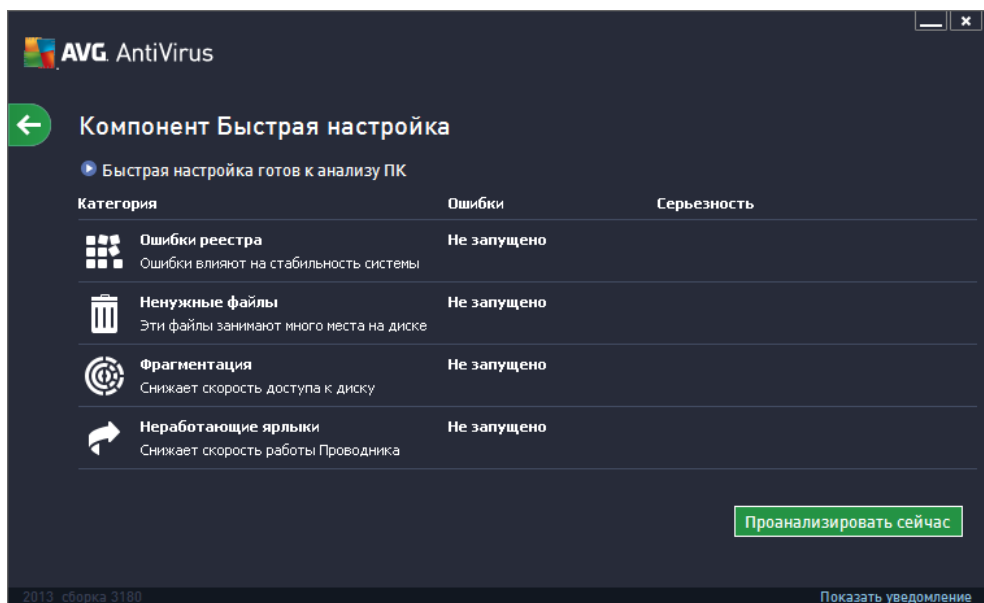 AVG. AntiVirus
Компонент Быстрая настройка
Быстрая настройка готов к анализу ПК
Категория Ошибки Серьезность
Ошибки реестра Не запущено
Ошибки влияют на стабильность системы
Ненужные файлы Не запущено
Эти файлы занимают много места на диске
Фрагментация Не запущено
Снижает скорость доступа к диску
Неработающие ярлыки Не запущено
Снижает скорость работы Проводника
Проанализировать сейчас
2013 сборка 3180 Показать уведомление